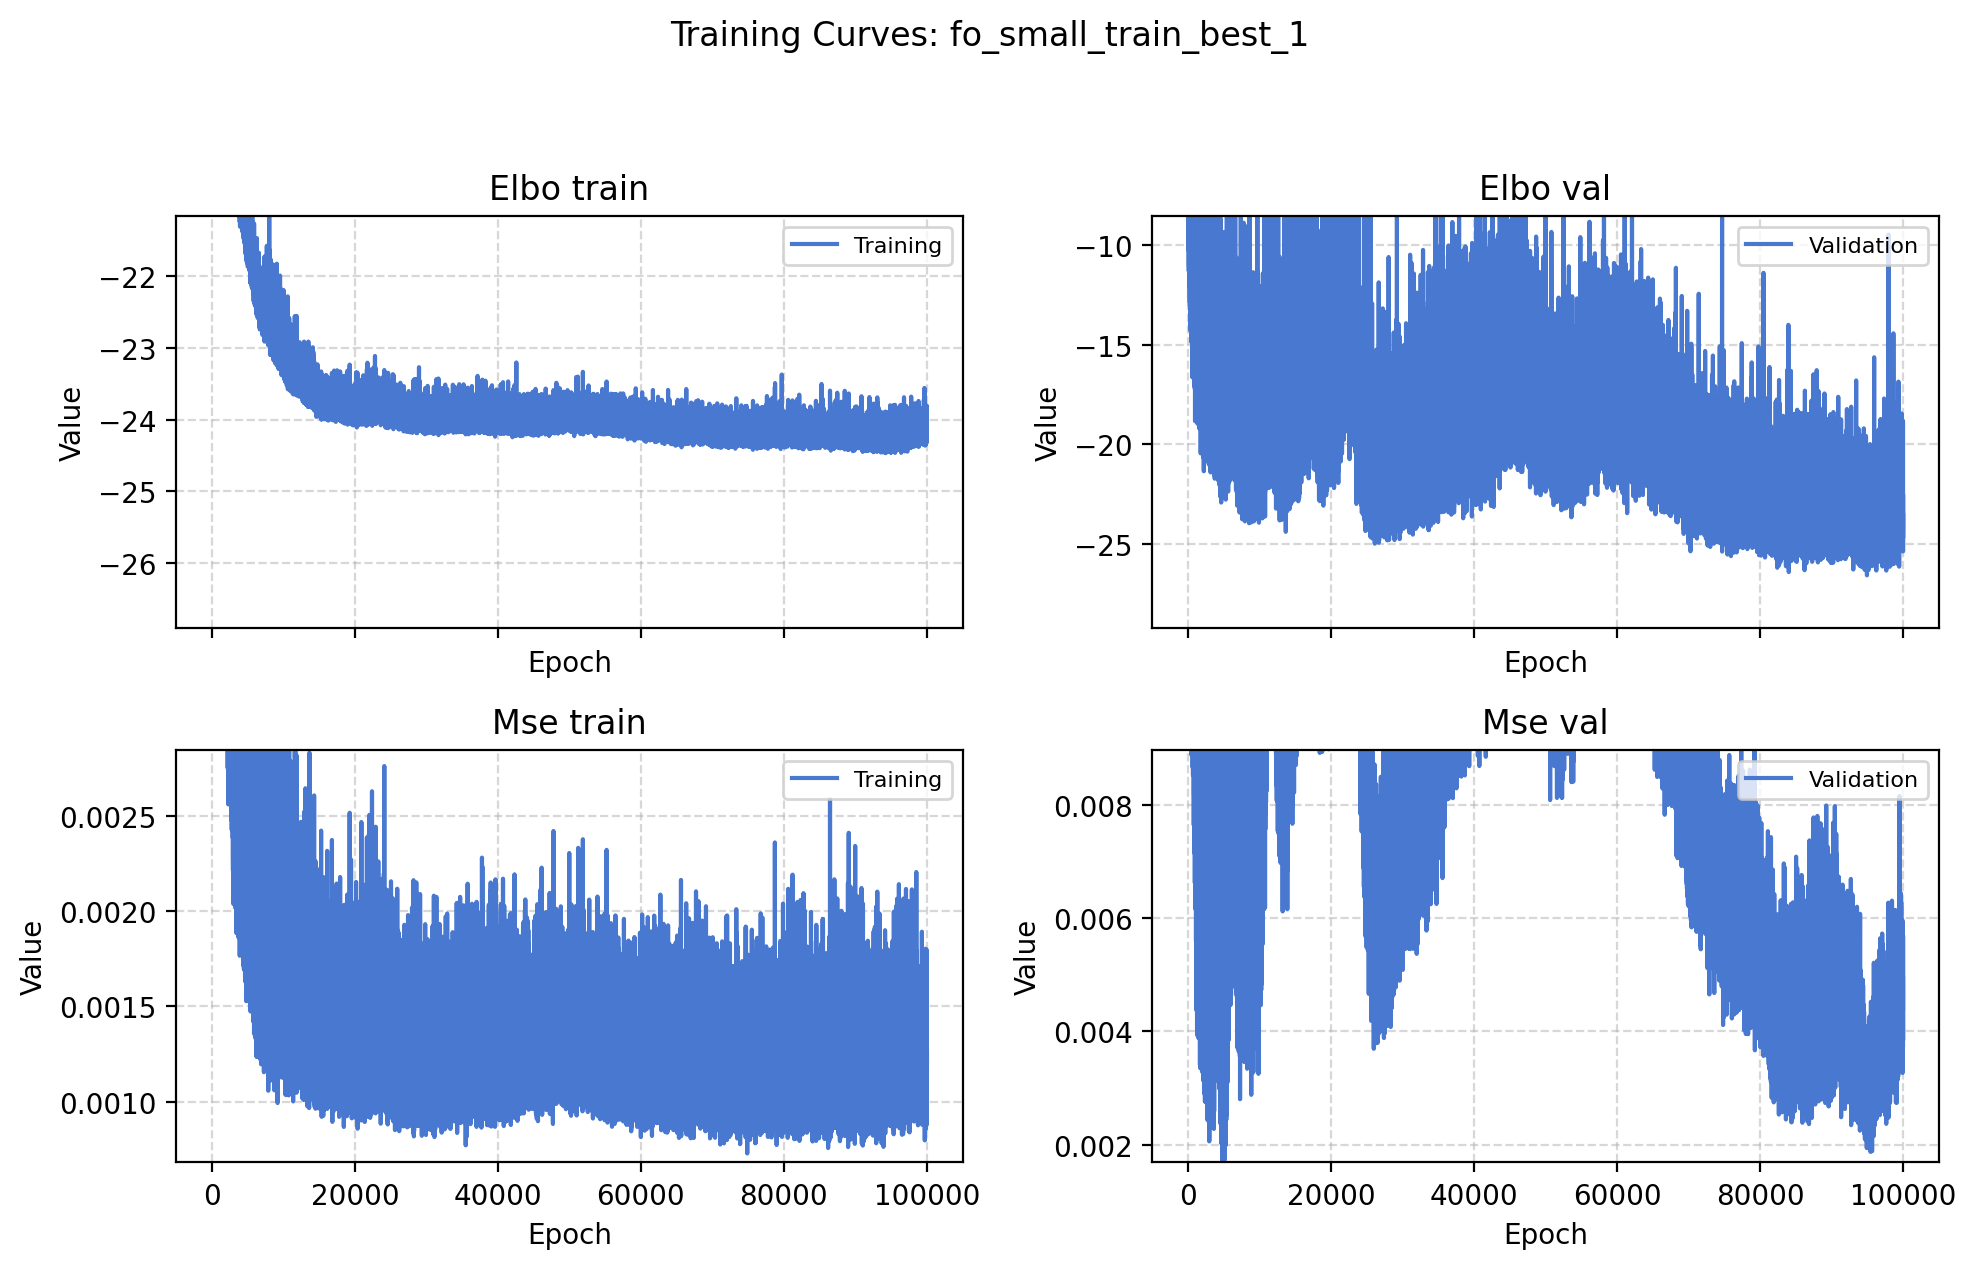 Training Curves: fo_small_train_best_1
Elbo train
Training
−22
−23
−24
−25
−26
Value
Epoch
Elbo val
Validation
−10
−15
−20
−25
Value
Epoch
Mse train
Training
0.0025
0.0020
0.0015
0.0010
Value
0 20000 40000 60000 80000 100000
Epoch
Mse val
Validation
0.008
0.006
0.004
0.002
Value
0 20000 40000 60000 80000 100000
Epoch